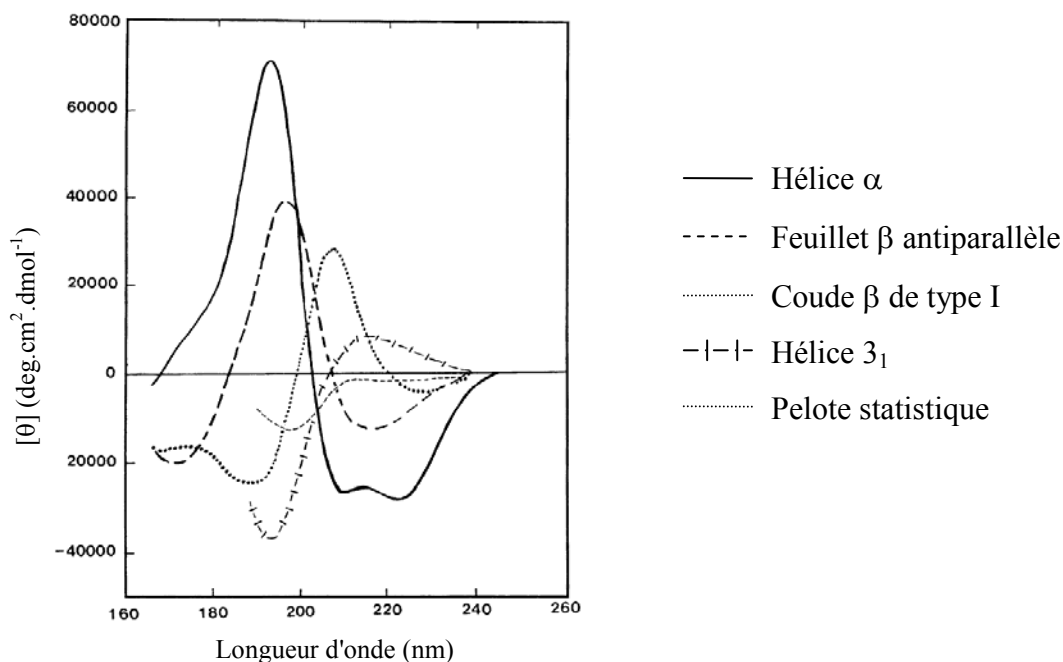 80000
60000
40000
20000
0
20000
-40000
160
180
200
220
240
260
[θ] (deg.cm².dmol⁻¹)
Longueur d'onde (nm)
Hélice α
Feuillet β antiparallèle
Coude β de type I
Hélice 3₁
Pelote statistique